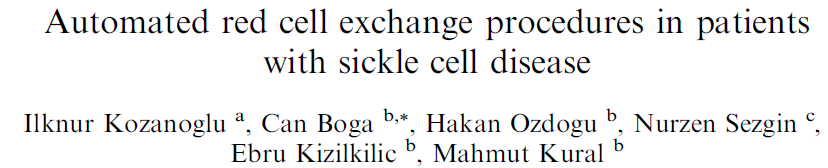 Automated red cell exchange procedures in patients
with sickle cell disease
Ilknur Kozanoglu a, Can Boga b,*, Hakan Ozdogu b, Nurzen Sezgin c,
Ebru Kizilkilic b, Mahmut Kural b